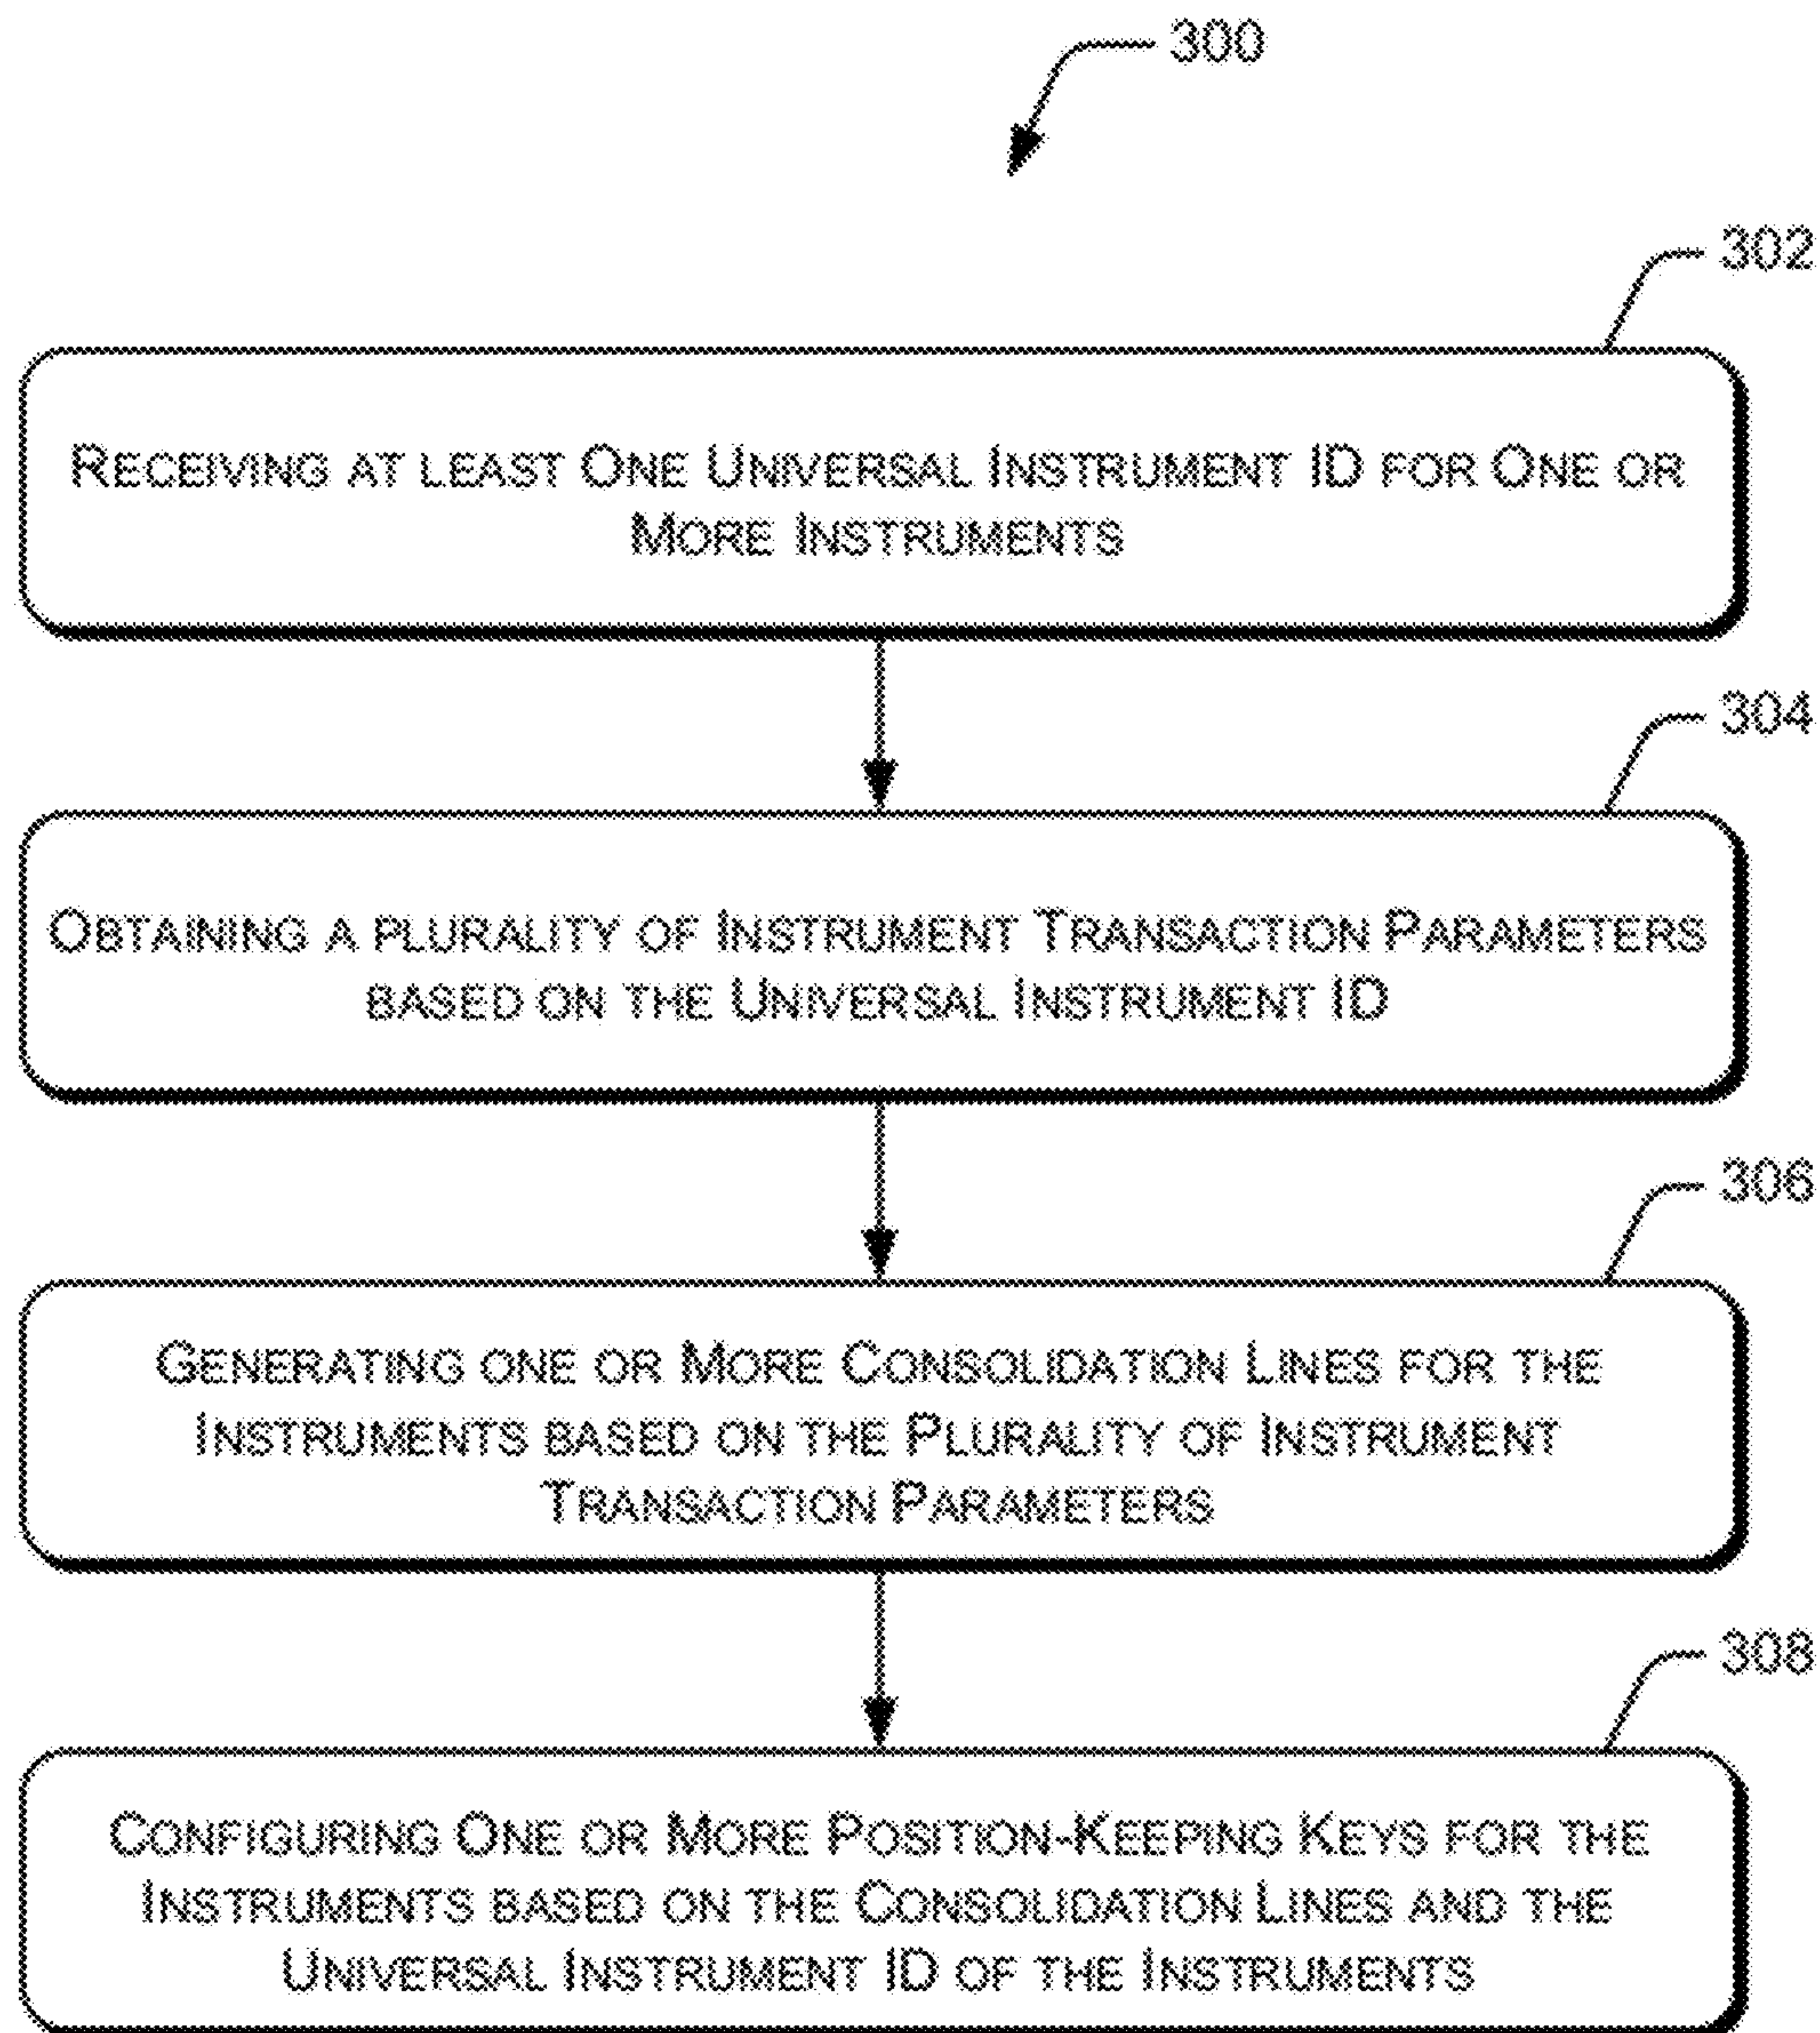 300
302
RECEIVING AT LEAST ONE UNIVERSAL INSTRUMENT ID FOR ONE OR
MORE INSTRUMENTS
304
OBTAINING A PLURALITY OF INSTRUMENT TRANSACTION PARAMETERS
BASED ON THE UNIVERSAL INSTRUMENT ID
306
GENERATING ONE OR MORE CONSOLIDATION LINES FOR THE
INSTRUMENTS BASED ON THE PLURALITY OF INSTRUMENT
TRANSACTION PARAMETERS
308
CONFIGURING ONE OR MORE POSITION-KEEPING KEYS FOR THE
INSTRUMENTS BASED ON THE CONSOLIDATION LINES AND THE
UNIVERSAL INSTRUMENT ID OF THE INSTRUMENTS